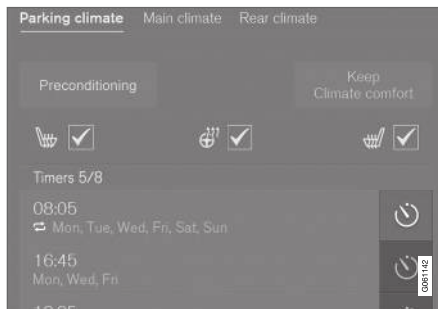 Parking climate Main climate Rear climate
Preconditioning
Keep
Climate comfort
Timers 5/8
08:05
Mon, Tue, Wed, Fri, Sat, Sun
16:45
Mon, Wed, Fri
G061142